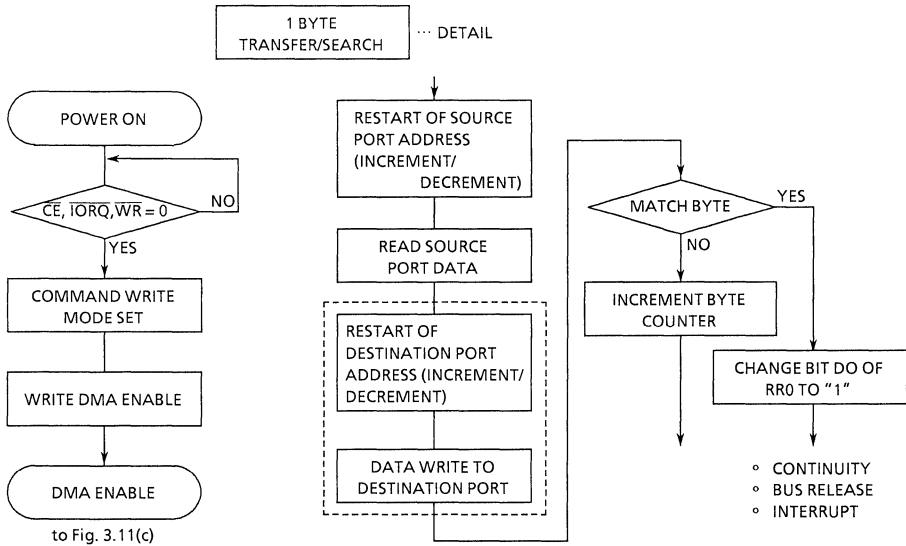 1 BYTE
TRANSFER/SEARCH
··· DETAIL
POWER ON
CE, IORQ, WR = 0
NO
YES
COMMAND WRITE
MODE SET
WRITE DMA ENABLE
DMA ENABLE
to Fig. 3.11(c)
RESTART OF SOURCE
PORT ADDRESS
(INCREMENT/
DECREMENT)
READ SOURCE
PORT DATA
RESTART OF
DESTINATION PORT
ADDRESS (INCREMENT/
DECREMENT)
DATA WRITE TO
DESTINATION PORT
MATCH BYTE
YES
NO
INCREMENT BYTE
COUNTER
CHANGE BIT DO OF
RR0 TO "1"
° CONTINUITY
° BUS RELEASE
° INTERRUPT